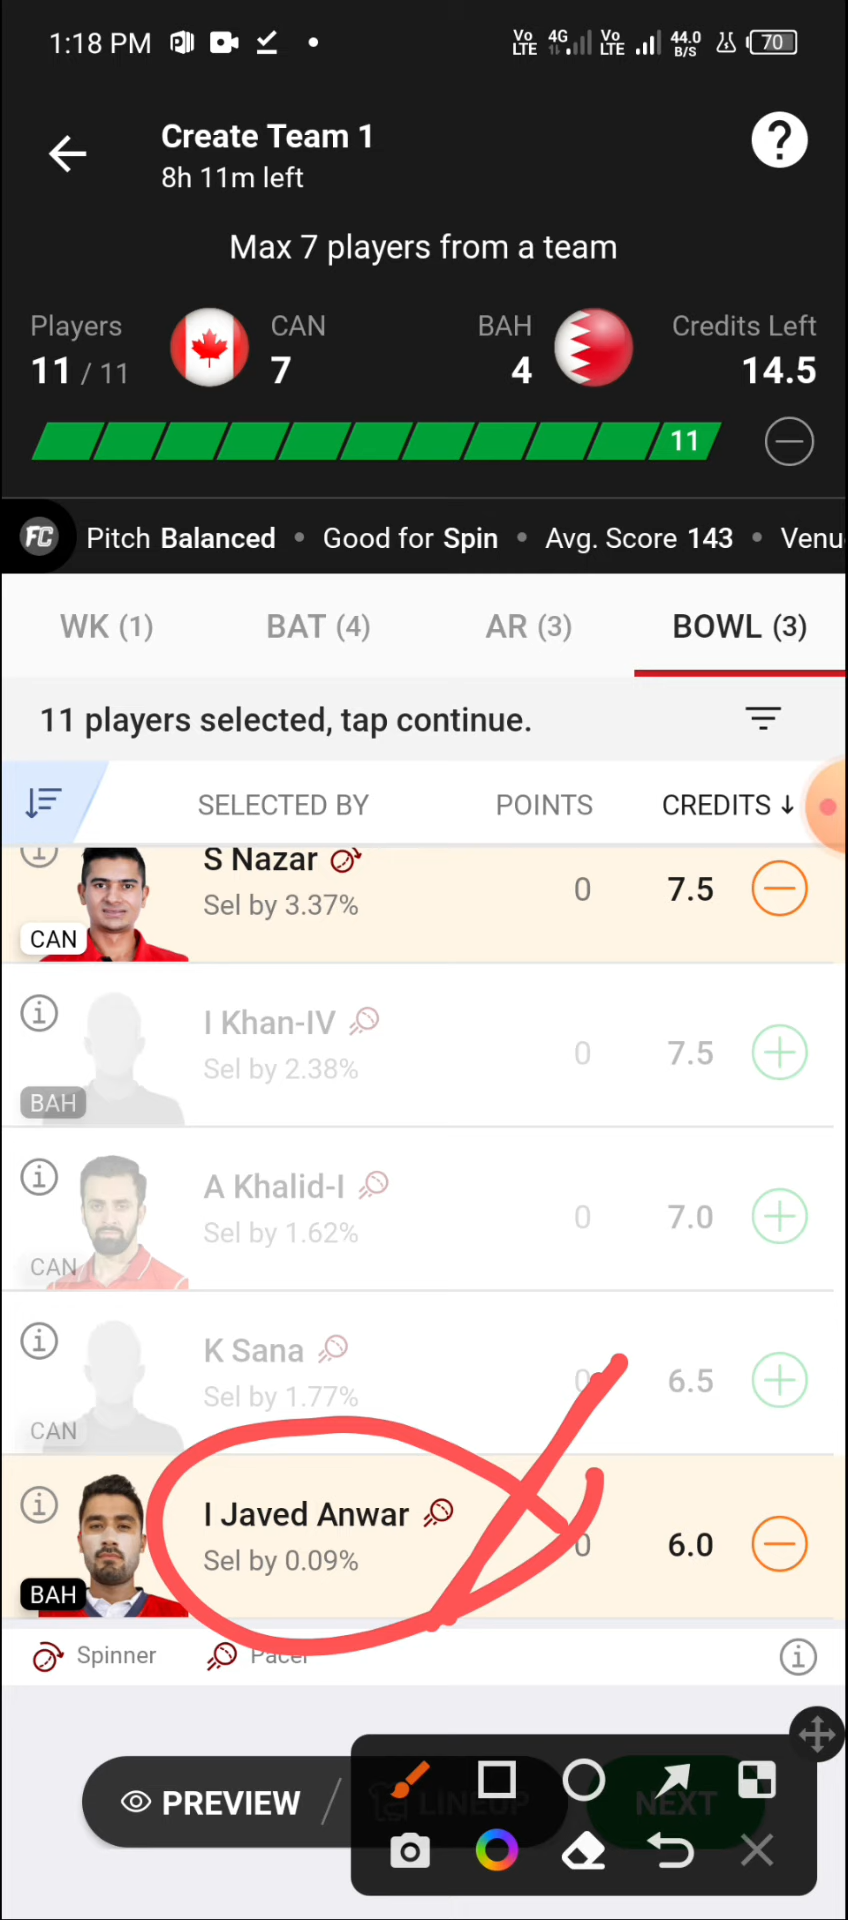 1:18 PM Vo LTE 4G Vo LTE 44.0 B/S 70
Create Team 1
8h 11m left
?
Max 7 players from a team
Players CAN BAH Credits Left
11 / 11 7 4 14.5
11
FC Pitch Balanced • Good for Spin • Avg. Score 143 • Venu
WK (1) BAT (4) AR (3) BOWL (3)
11 players selected, tap continue.
SELECTED BY POINTS CREDITS ↓
S Nazar
Sel by 3.37% 0 7.5
CAN
I Khan-IV
Sel by 2.38% 0 7.5
BAH
A Khalid-I
Sel by 1.62% 0 7.0
CAN
K Sana
Sel by 1.77% 0 6.5
CAN
I Javed Anwar
Sel by 0.09% 0 6.0
BAH
Spinner Pacer
PREVIEW / LINEUP NEXT